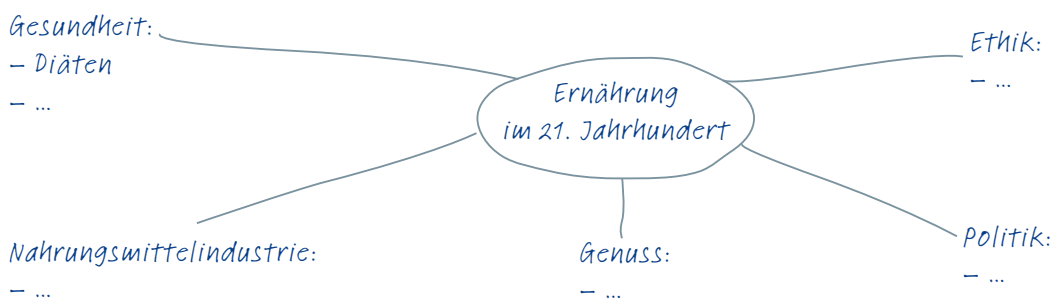 Gesundheit:
– Diäten
– ...
Ethik:
– ...
Ernährung
im 21. Jahrhundert
Nahrungsmittelindustrie:
– ...
Genuss:
– ...
Politik:
– ...